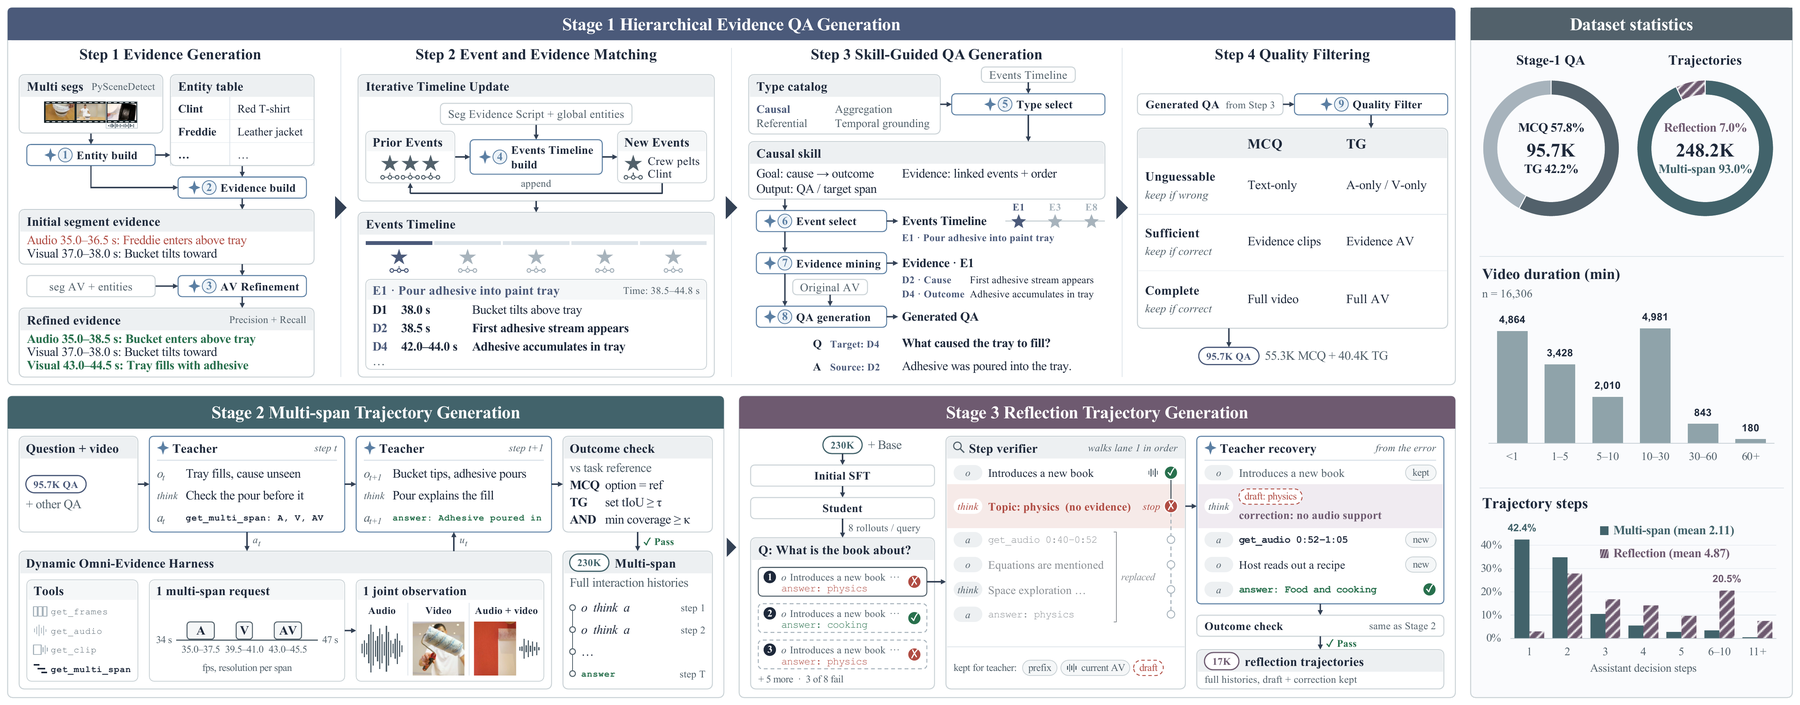 Stage 1 Hierarchical Evidence QA Generation
Step 1 Evidence Generation
Multi segs PySceneDetect
Entity table
Clint Red T-shirt
Freddie Leather jacket
... ...
1 Entity build
2 Evidence build
Initial segment evidence
Audio 35.0–36.5 s: Freddie enters above tray
Visual 37.0–38.0 s: Bucket tilts toward
seg AV + entities
3 AV Refinement
Refined evidence Precision + Recall
Audio 35.0–38.5 s: Bucket enters above tray
Visual 37.0–38.0 s: Bucket tilts toward
Visual 43.0–44.5 s: Tray fills with adhesive
Step 2 Event and Evidence Matching
Iterative Timeline Update
Seg Evidence Script + global entities
Prior Events
4 Events Timeline build
New Events
Crew pelts
Clint
append
Events Timeline
E1 · Pour adhesive into paint tray Time: 38.5–44.8 s
D1 38.0 s Bucket tilts above tray
D2 38.5 s First adhesive stream appears
D4 42.0–44.0 s Adhesive accumulates in tray
...
Step 3 Skill-Guided QA Generation
Type catalog
Causal Aggregation
Referential Temporal grounding
Events Timeline
5 Type select
Causal skill
Goal: cause → outcome Evidence: linked events + order
Output: QA / target span
6 Event select
Events Timeline
E1 E3 E8
E1 · Pour adhesive into paint tray
7 Evidence mining
Evidence · E1
D2 · Cause First adhesive stream appears
D4 · Outcome Adhesive accumulates in tray
Original AV
8 QA generation
Generated QA
Q Target: D4 What caused the tray to fill?
A Source: D2 Adhesive was poured into the tray.
Step 4 Quality Filtering
Generated QA from Step 3
9 Quality Filter
MCQ TG
Unguessable
keep if wrong
Text-only A-only / V-only
Sufficient
keep if correct
Evidence clips Evidence AV
Complete
keep if correct
Full video Full AV
95.7K QA 55.3K MCQ + 40.4K TG
Stage 2 Multi-span Trajectory Generation
Question + video
95.7K QA
+ other QA
Teacher step t
o_t Tray fills, cause unseen
think Check the pour before it
a_t get_multi_span: A, V, AV
Teacher step t+1
o_t+1 Bucket tips, adhesive pours
think Pour explains the fill
a_t+1 answer: Adhesive poured in
Outcome check
vs task reference
MCQ option = ref
TG set tIoU ≥ τ
AND min coverage ≥ κ
✓ Pass
a_t
u_t
Dynamic Omni-Evidence Harness
Tools
get_frames
get_audio
get_clip
get_multi_span
1 multi-span request
A V AV
34 s 47 s
35.0–37.5 39.5–41.0 43.0–45.5
fps, resolution per span
1 joint observation
Audio Video Audio + video
230K Multi-span
Full interaction histories
o think a step 1
o think a step 2
...
answer step T
Stage 3 Reflection Trajectory Generation
230K + Base
Initial SFT
Student
8 rollouts / query
Q: What is the book about?
1 o Introduces a new book ···
answer: physics
2 o Introduces a new book ···
answer: cooking
3 o Introduces a new book ···
answer: physics
+ 5 more · 3 of 8 fail
Step verifier walks lane 1 in order
o Introduces a new book
think Topic: physics (no evidence) stop
a get_audio 0:40–0:52
o Equations are mentioned
think Space exploration ...
a answer: physics
replaced
kept for teacher: prefix current AV draft
Teacher recovery from the error
o Introduces a new book kept
think draft: physics
correction: no audio support
a get_audio 0:52–1:05 new
o Host reads out a recipe new
a answer: Food and cooking
Outcome check same as Stage 2
✓ Pass
17K reflection trajectories
full histories, draft + correction kept
Dataset statistics
Stage-1 QA
MCQ 57.8%
95.7K
TG 42.2%
Trajectories
Reflection 7.0%
248.2K
Multi-span 93.0%
Video duration (min)
n = 16,306
4,864 3,428 2,010 4,981 843 180
<1 1–5 5–10 10–30 30–60 60+
Trajectory steps
42.4%
Multi-span (mean 2.11)
Reflection (mean 4.87)
20.5%
40%
30%
20%
10%
0%
1 2 3 4 5 6–10 11+
Assistant decision steps